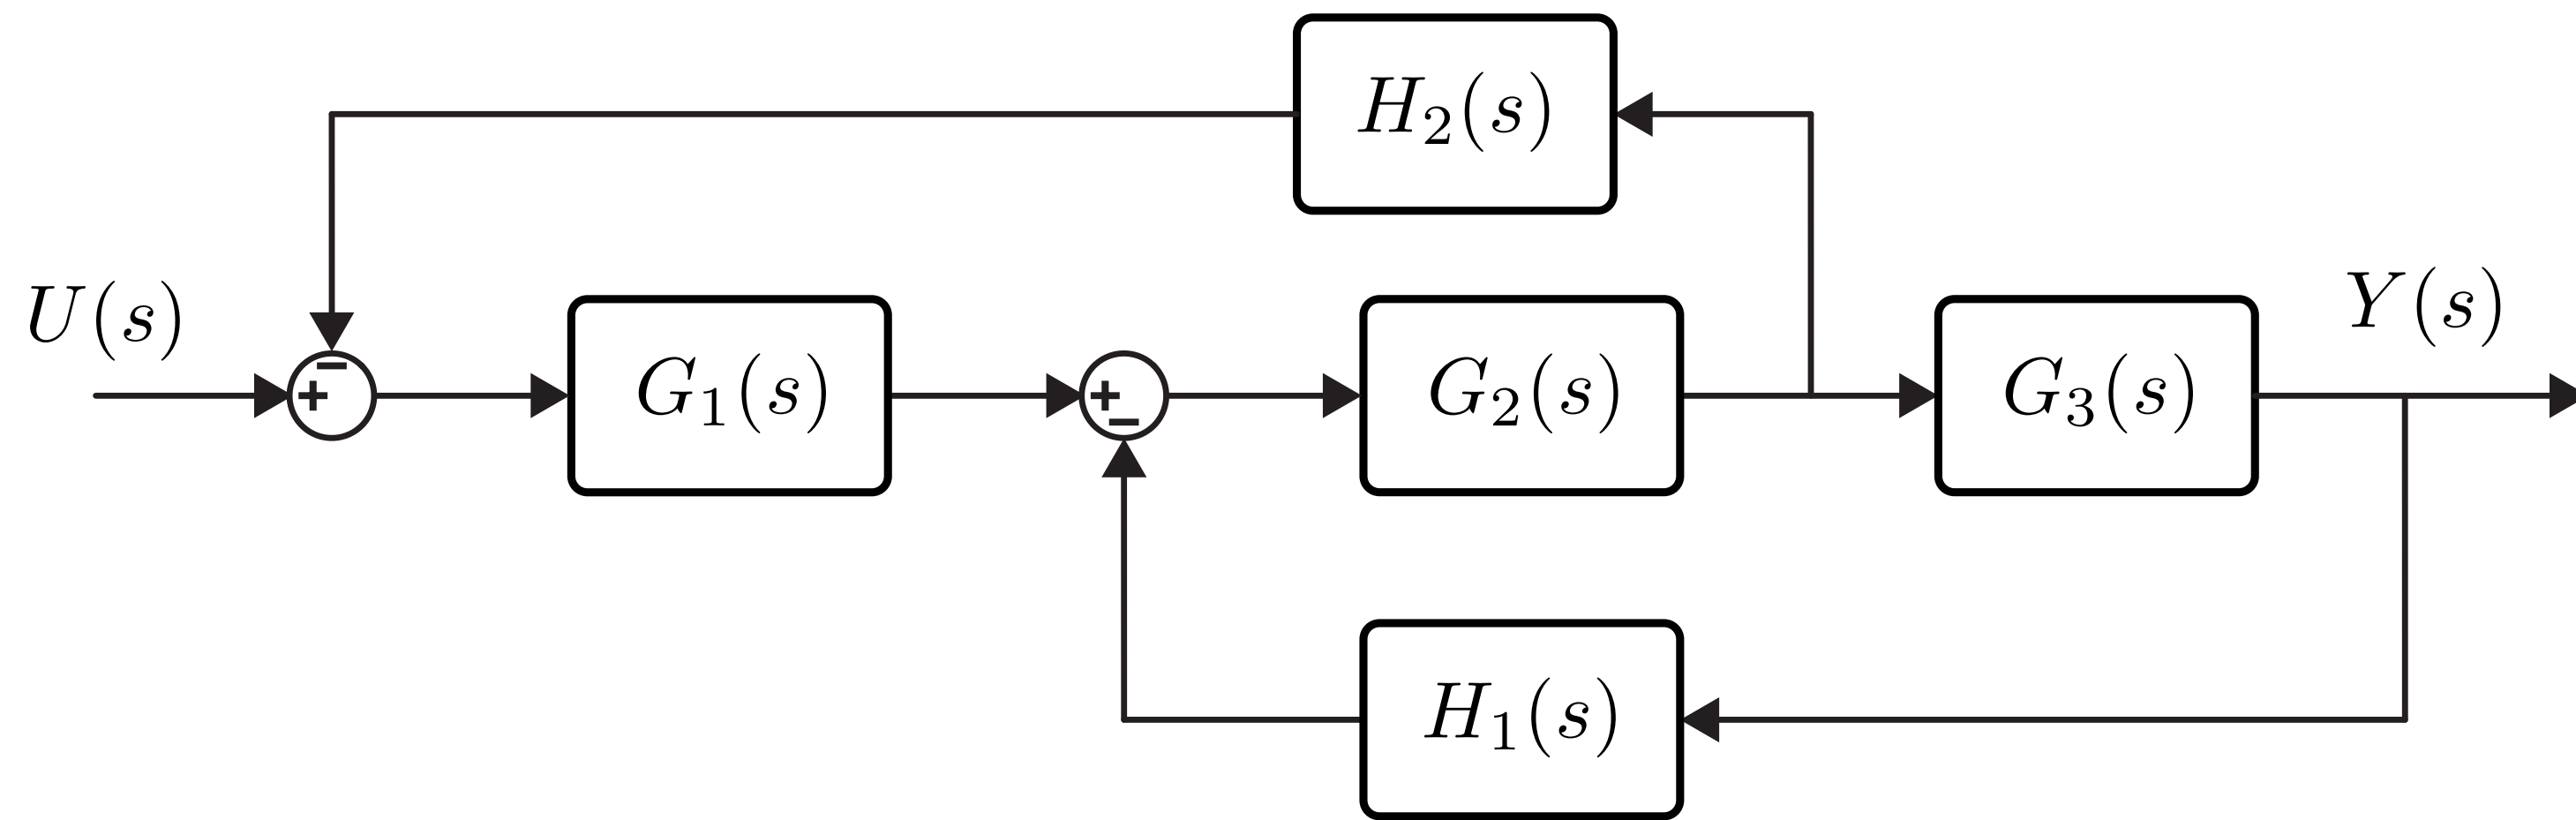 H₂(s)
U(s)
Y(s)
−
+
G₁(s)
+
−
G₂(s)
G₃(s)
H₁(s)